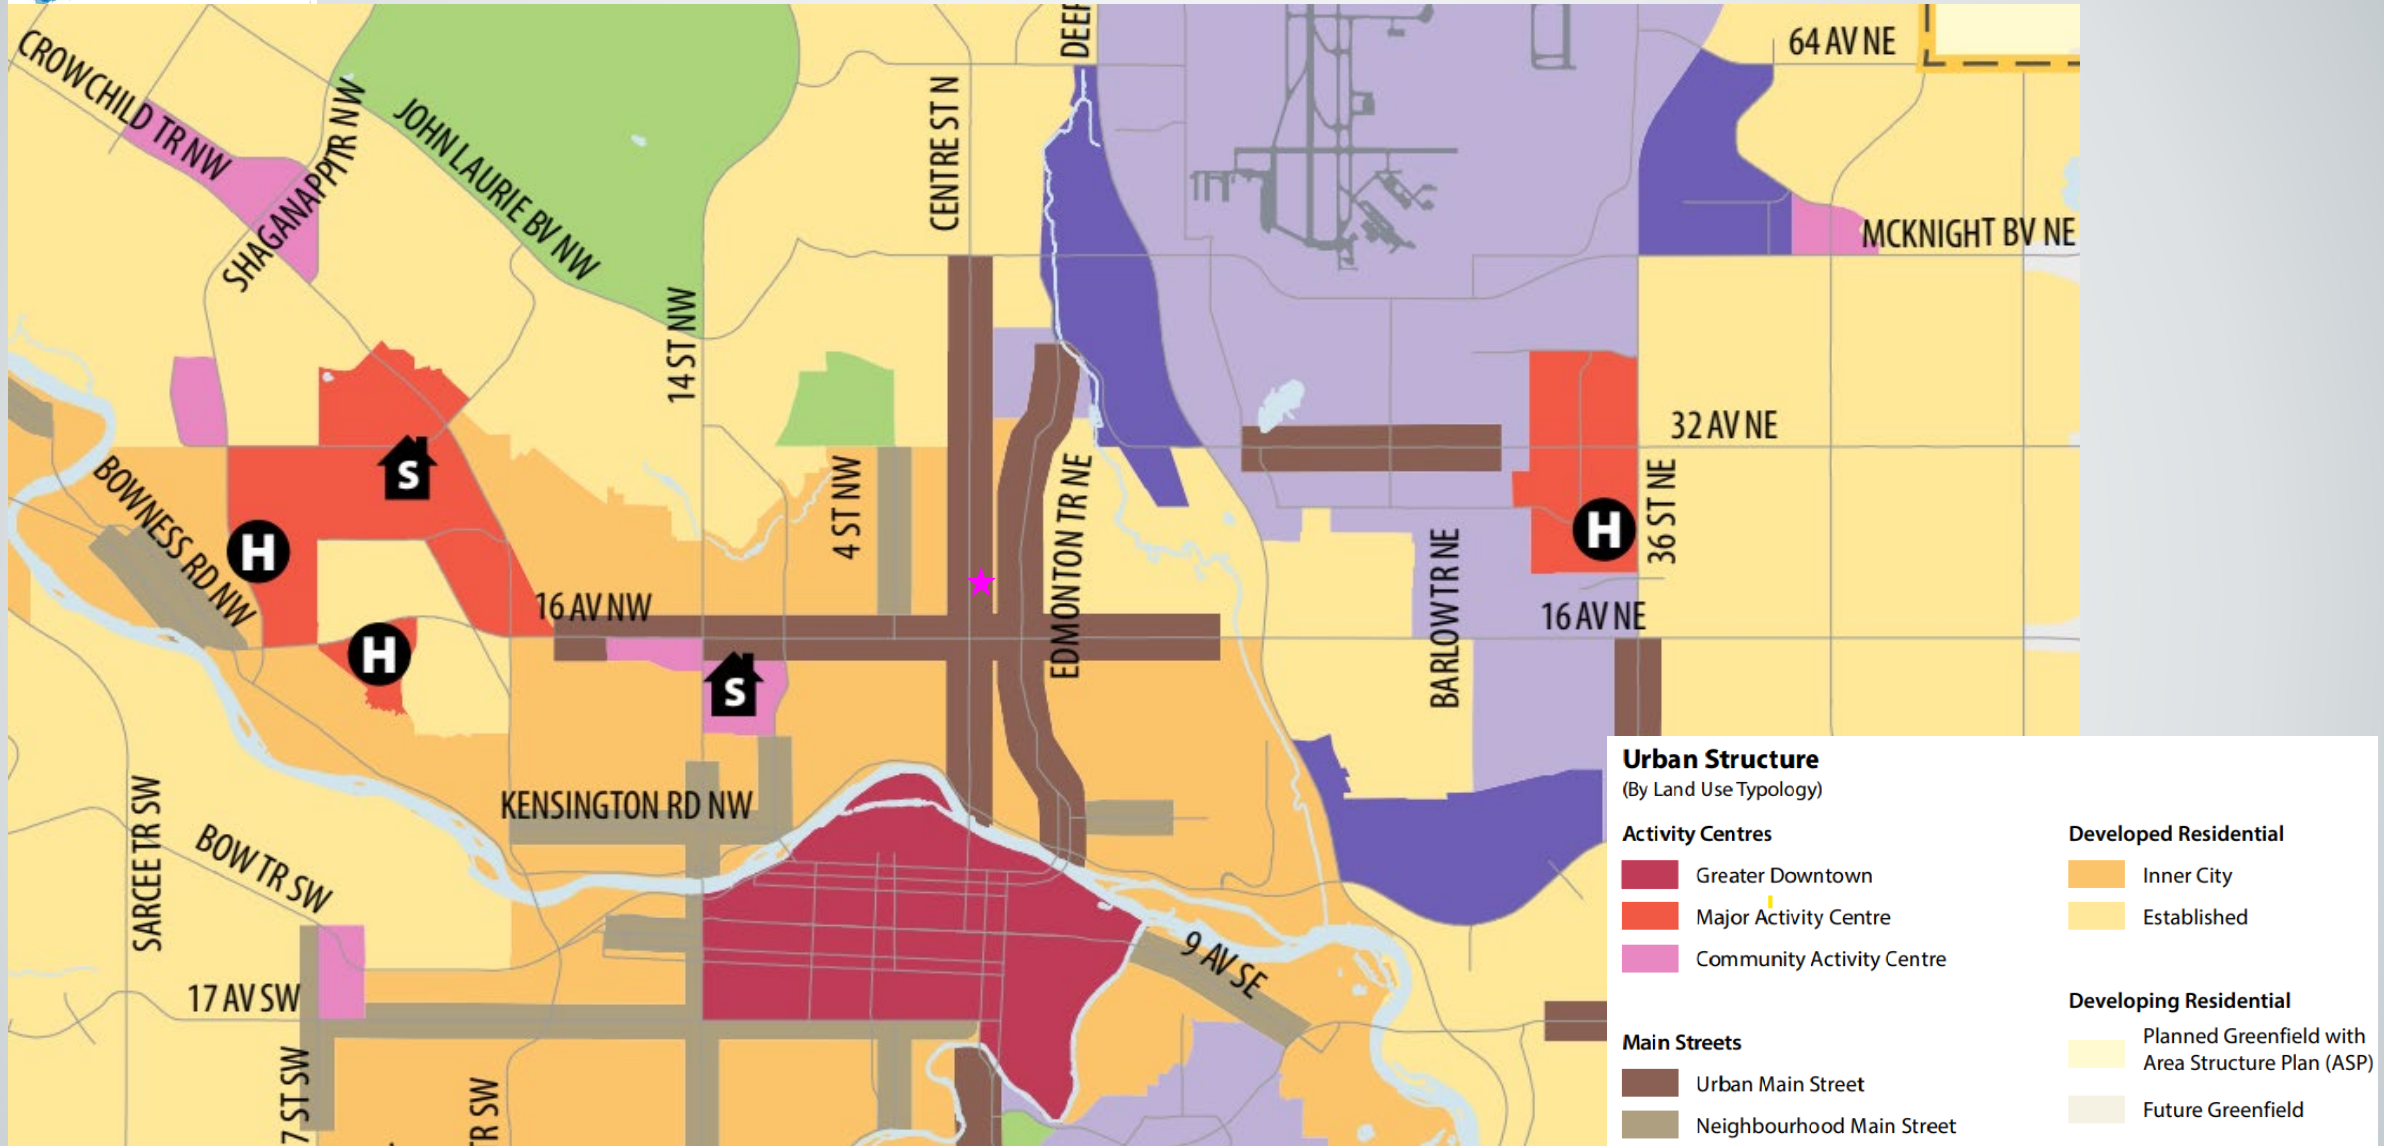 DEER
64 AV NE
CROWCHILD TR NW
SHAGANAPPI TR NW
JOHN LAURIE BV NW
CENTRE ST N
MCKNIGHT BV NE
14 ST NW
32 AV NE
BOWNESS RD NW
S
H
4 ST NW
EDMONTON TR NE
36 ST NE
H
BARLOW TR NE
16 AV NW
16 AV NE
H
S
KENSINGTON RD NW
SARCEE TR SW
BOW TR SW
9 AV SE
17 AV SW
7 ST SW
TR SW
Urban Structure
(By Land Use Typology)
Activity Centres
Greater Downtown
Major Activity Centre
Community Activity Centre
Main Streets
Urban Main Street
Neighbourhood Main Street
Developed Residential
Inner City
Established
Developing Residential
Planned Greenfield with
Area Structure Plan (ASP)
Future Greenfield